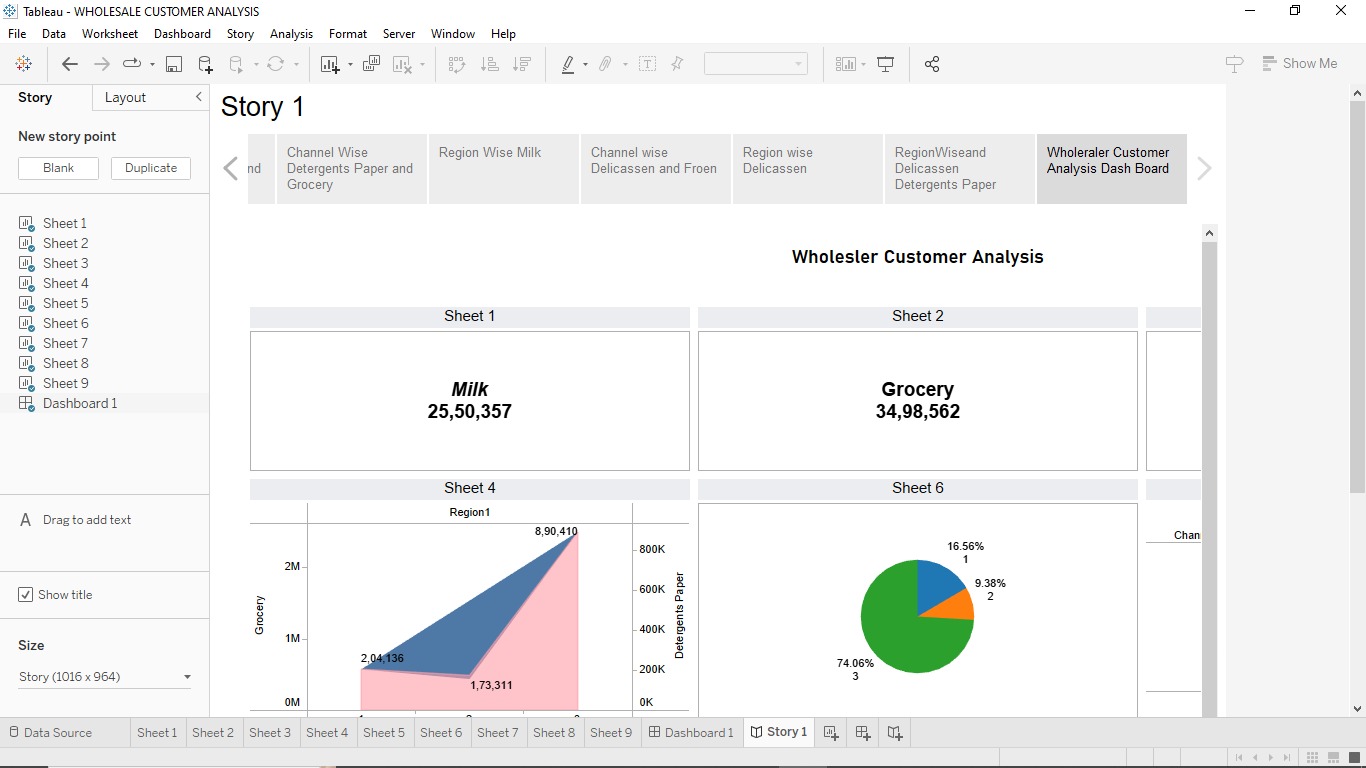 Tableau - WHOLESALE CUSTOMER ANALYSIS
File Data Worksheet Dashboard Story Analysis Format Server Window Help
Show Me
Story Layout
New story point
Blank Duplicate
Sheet 1
Sheet 2
Sheet 3
Sheet 4
Sheet 5
Sheet 6
Sheet 7
Sheet 8
Sheet 9
Dashboard 1
A Drag to add text
Show title
Size
Story (1016 x 964)
Story 1
nd
Channel Wise
Detergents Paper and
Grocery
Region Wise Milk
Channel wise
Delicassen and Froen
Region wise
Delicassen
RegionWiseand
Delicassen
Detergents Paper
Wholeraler Customer
Analysis Dash Board
Wholesler Customer Analysis
Sheet 1
Milk
25,50,357
Sheet 2
Grocery
34,98,562
Sheet 4
Region1
8,90,410
2M
1M
0M
Grocery
2,04,136
1,73,311
800K
600K
400K
200K
0K
Detergents Paper
Sheet 6
16.56%
1
9.38%
2
74.06%
3
Chan
Data Source Sheet 1 Sheet 2 Sheet 3 Sheet 4 Sheet 5 Sheet 6 Sheet 7 Sheet 8 Sheet 9 Dashboard 1 Story 1